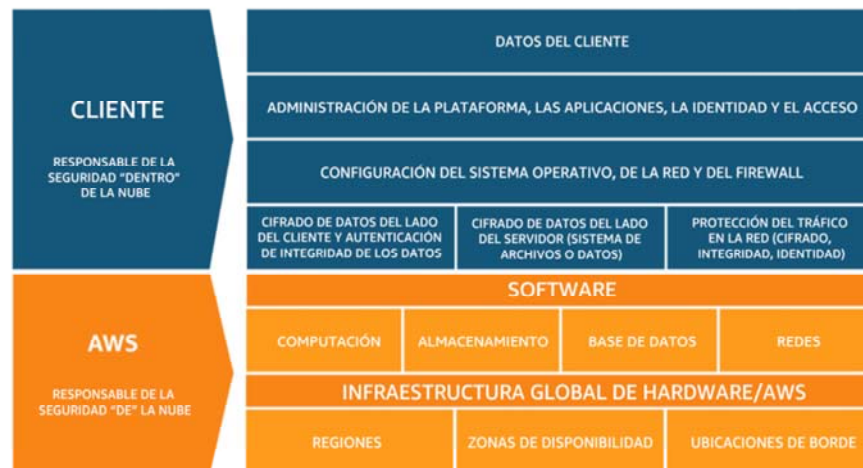 DATOS DEL CLIENTE
CLIENTE
RESPONSABLE DE LA
SEGURIDAD "DENTRO"
DE LA NUBE
ADMINISTRACIÓN DE LA PLATAFORMA, LAS APLICACIONES, LA IDENTIDAD Y EL ACCESO
CONFIGURACIÓN DEL SISTEMA OPERATIVO, DE LA RED Y DEL FIREWALL
CIFRADO DE DATOS DEL LADO
DEL CLIENTE Y AUTENTICACIÓN
DE INTEGRIDAD DE LOS DATOS
CIFRADO DE DATOS DEL LADO
DEL SERVIDOR (SISTEMA DE
ARCHIVOS O DATOS)
PROTECCIÓN DEL TRÁFICO
EN LA RED (CIFRADO,
INTEGRIDAD, IDENTIDAD)
AWS
RESPONSABLE DE LA
SEGURIDAD "DE" LA NUBE
SOFTWARE
COMPUTACIÓN
ALMACENAMIENTO
BASE DE DATOS
REDES
INFRAESTRUCTURA GLOBAL DE HARDWARE/AWS
REGIONES
ZONAS DE DISPONIBILIDAD
UBICACIONES DE BORDE